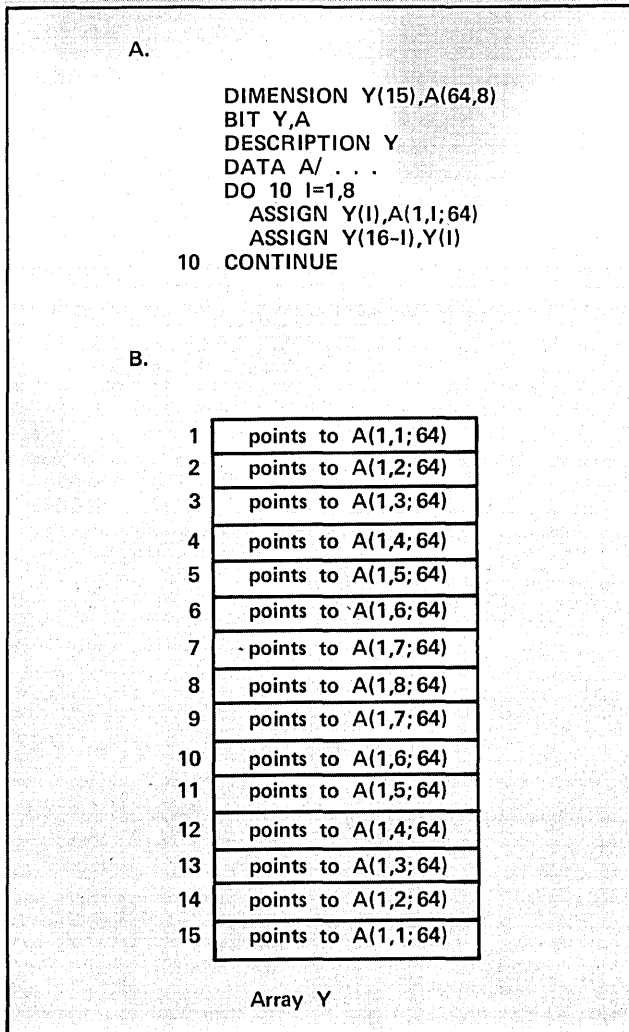 A.
DIMENSION Y(15),A(64,8)
BIT Y,A
DESCRIPTION Y
DATA A/ . . .
DO 10 I=1,8
ASSIGN Y(I),A(1,I;64)
ASSIGN Y(16-I),Y(I)
10 CONTINUE
B.
1 points to A(1,1;64)
2 points to A(1,2;64)
3 points to A(1,3;64)
4 points to A(1,4;64)
5 points to A(1,5;64)
6 points to A(1,6;64)
7 points to A(1,7;64)
8 points to A(1,8;64)
9 points to A(1,7;64)
10 points to A(1,6;64)
11 points to A(1,5;64)
12 points to A(1,4;64)
13 points to A(1,3;64)
14 points to A(1,2;64)
15 points to A(1,1;64)
Array Y